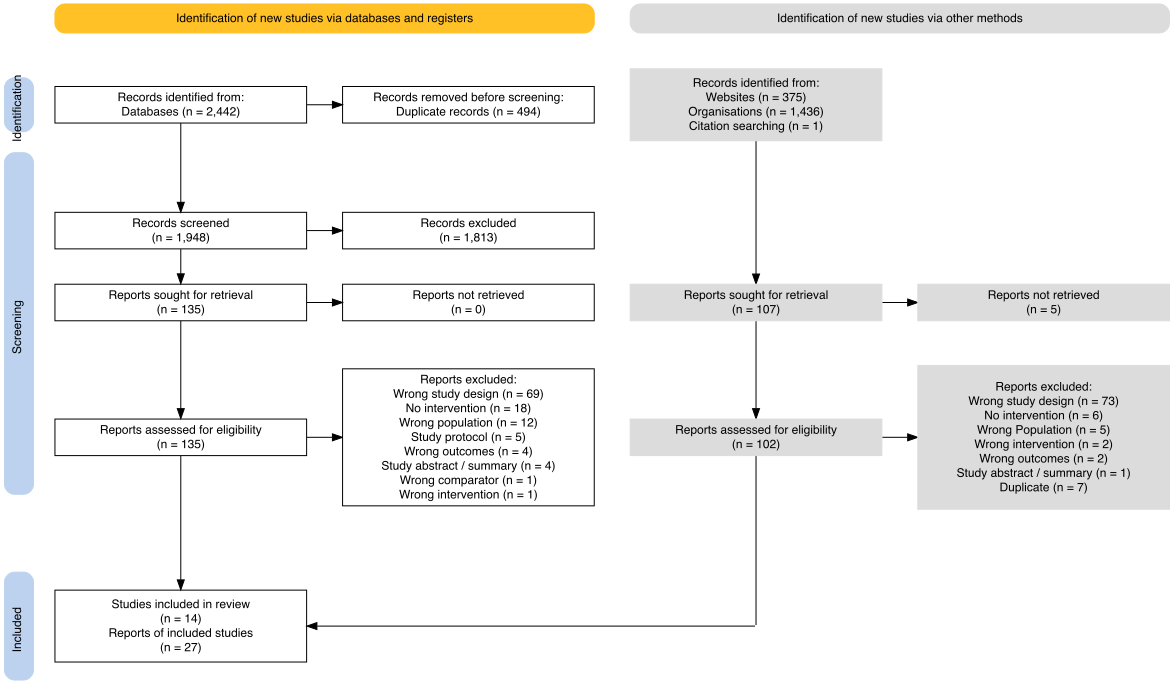 Identification of new studies via databases and registers
Identification of new studies via other methods
Identification
Records identified from:
Databases (n = 2,442)
Records removed before screening:
Duplicate records (n = 494)
Records identified from:
Websites (n = 375)
Organisations (n = 1,436)
Citation searching (n = 1)
Screening
Records screened
(n = 1,948)
Records excluded
(n = 1,813)
Reports sought for retrieval
(n = 135)
Reports not retrieved
(n = 0)
Reports sought for retrieval
(n = 107)
Reports not retrieved
(n = 5)
Reports assessed for eligibility
(n = 135)
Reports excluded:
Wrong study design (n = 69)
No intervention (n = 18)
Wrong population (n = 12)
Study protocol (n = 5)
Wrong outcomes (n = 4)
Study abstract / summary (n = 4)
Wrong comparator (n = 1)
Wrong intervention (n = 1)
Reports assessed for eligibility
(n = 102)
Reports excluded:
Wrong study design (n = 73)
No intervention (n = 6)
Wrong Population (n = 5)
Wrong intervention (n = 2)
Wrong outcomes (n = 2)
Study abstract / summary (n = 1)
Duplicate (n = 7)
Included
Studies included in review
(n = 14)
Reports of included studies
(n = 27)